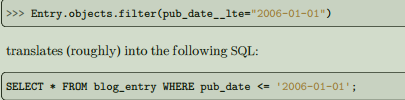 >>> Entry.objects.filter(pub_date__lte="2006-01-01")
translates (roughly) into the following SQL:
SELECT * FROM blog_entry WHERE pub_date <= '2006-01-01';